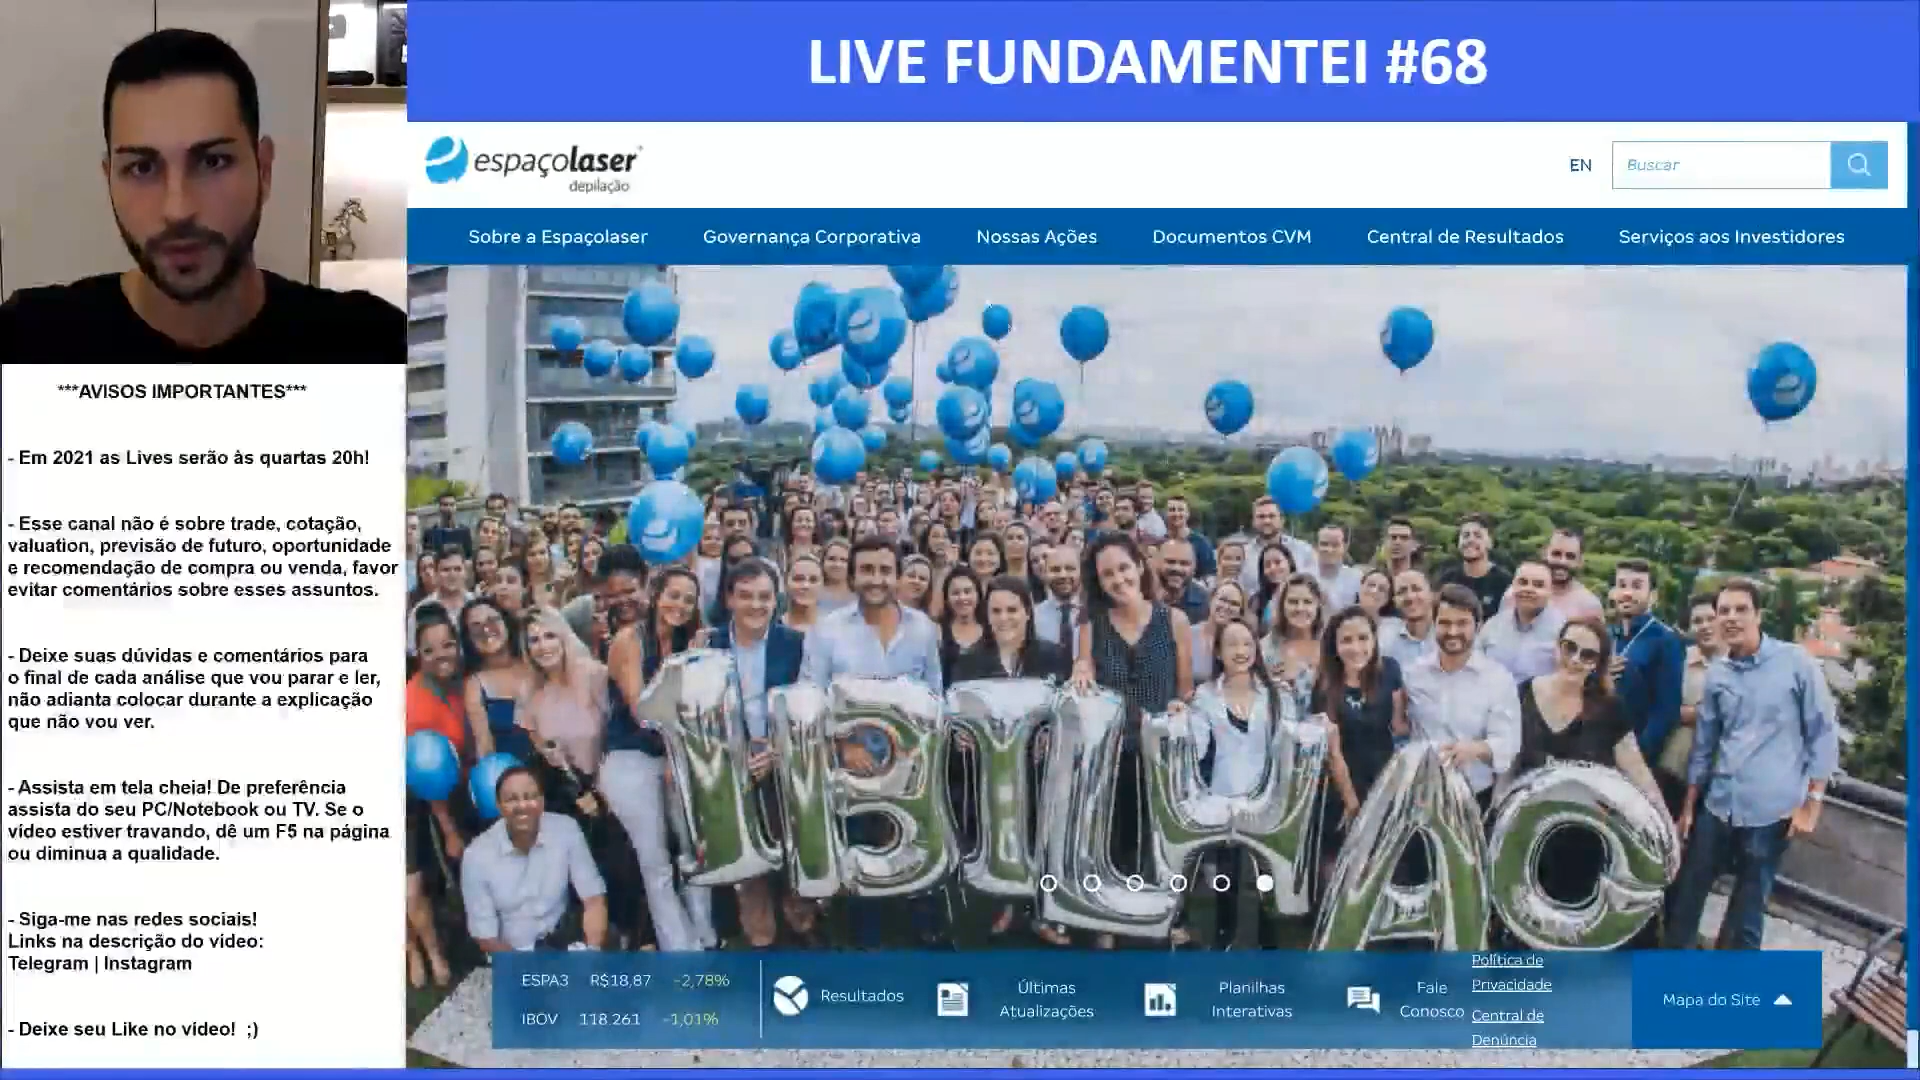 LIVE FUNDAMENTEI #68
espaçolaser
depilação
EN
Buscar
Sobre a Espaçolaser
Governança Corporativa
Nossas Ações
Documentos CVM
Central de Resultados
Serviços aos Investidores
***AVISOS IMPORTANTES***
- Em 2021 as Lives serão às quartas 20h!
- Esse canal não é sobre trade, cotação,
valuation, previsão de futuro, oportunidade
e recomendação de compra ou venda, favor
evitar comentários sobre esses assuntos.
- Deixe suas dúvidas e comentários para
o final de cada análise que vou parar e ler,
não adianta colocar durante a explicação
que não vou ver.
- Assista em tela cheia! De preferência
assista do seu PC/Notebook ou TV. Se o
vídeo estiver travando, dê um F5 na página
ou diminua a qualidade.
- Siga-me nas redes sociais!
Links na descrição do vídeo:
Telegram | Instagram
- Deixe seu Like no vídeo! ;)
1BILHAO
ESPA3 R$18,87 -2,78%
IBOV 118.261 -1,01%
Resultados
Últimas
Atualizações
Planilhas
Interativas
Fale
Conosco
Política de
Privacidade
Central de
Denúncia
Mapa do Site